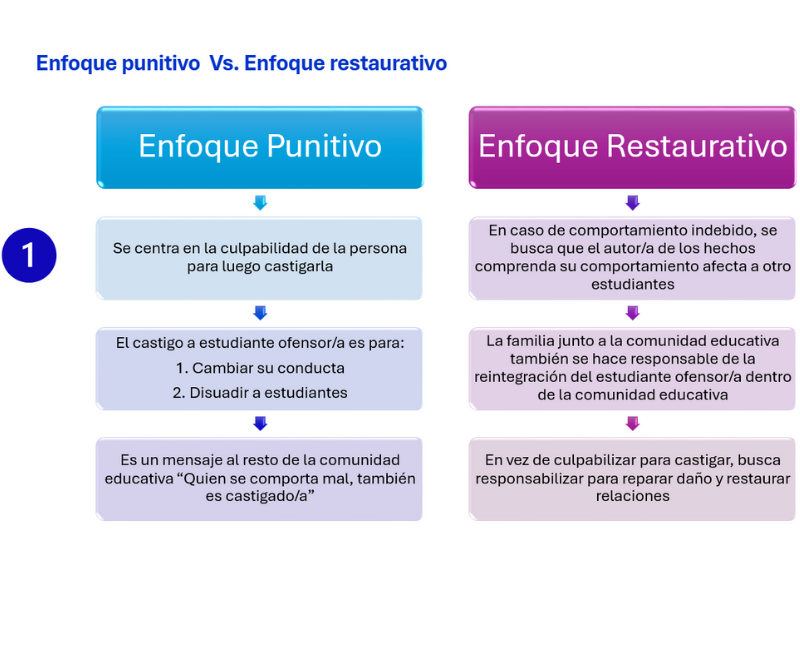 Enfoque punitivo Vs. Enfoque restaurativo
Enfoque Punitivo
Enfoque Restaurativo
1
Se centra en la culpabilidad de la persona
para luego castigarla
En caso de comportamiento indebido, se
busca que el autor/a de los hechos
comprenda su comportamiento afecta a otro
estudiantes
El castigo a estudiante ofensor/a es para:
1. Cambiar su conducta
2. Disuadir a estudiantes
La familia junto a la comunidad educativa
también se hace responsable de la
reintegración del estudiante ofensor/a dentro
de la comunidad educativa
Es un mensaje al resto de la comunidad
educativa “Quien se comporta mal, también
es castigado/a”
En vez de culpabilizar para castigar, busca
responsabilizar para reparar daño y restaurar
relaciones